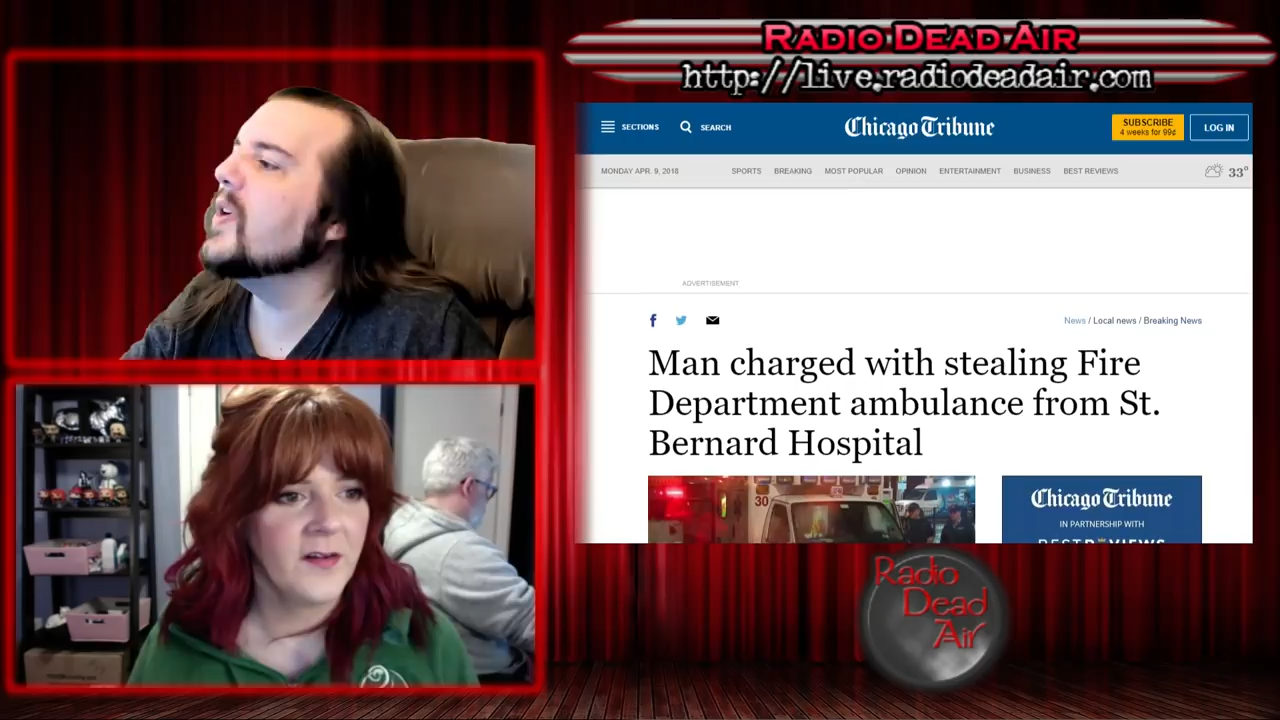 RADIO DEAD AIR
http://live.radiodeadair.com
SECTIONS
SEARCH
Chicago Tribune
SUBSCRIBE
4 weeks for 99¢
LOG IN
MONDAY APR. 9, 2018
SPORTS
BREAKING
MOST POPULAR
OPINION
ENTERTAINMENT
BUSINESS
BEST REVIEWS
33°
ADVERTISEMENT
News / Local news / Breaking News
Man charged with stealing Fire
Department ambulance from St.
Bernard Hospital
30
Chicago Tribune
IN PARTNERSHIP WITH
Radio
Dead
Air